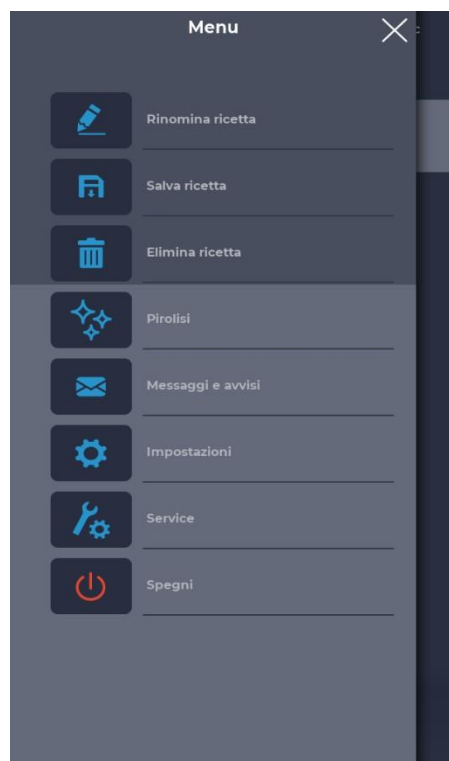 Menu
Rinomina ricetta
Salva ricetta
Elimina ricetta
Pirolisi
Messaggi e avvisi
Impostazioni
Service
Spegni